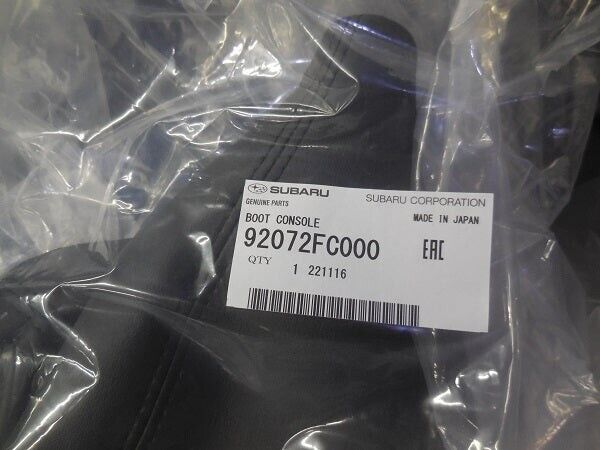 SUBARU SUBARU CORPORATION
GENUINE PARTS
BOOT CONSOLE MADE IN JAPAN
92072FC000 EAC
QTY 1 221116